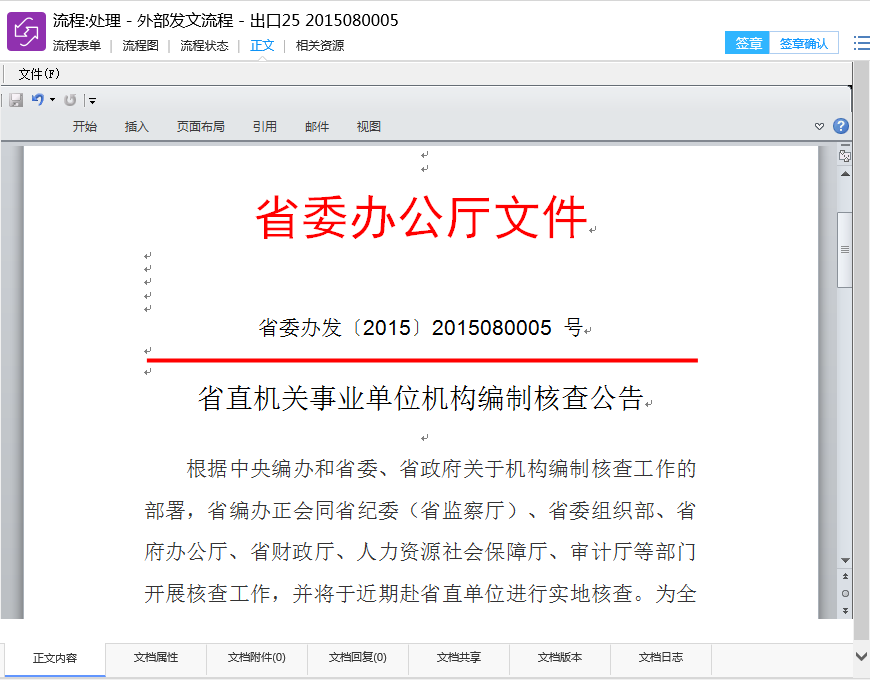 流程:处理 - 外部发文流程 - 出口25 2015080005
流程表单 | 流程图 | 流程状态 | 正文 | 相关资源
签章 签章确认
文件(F)
开始 插入 页面布局 引用 邮件 视图
省委办公厅文件
省委办发〔2015〕2015080005 号
省直机关事业单位机构编制核查公告
根据中央编办和省委、省政府关于机构编制核查工作的
部署，省编办正会同省纪委（省监察厅）、省委组织部、省
府办公厅、省财政厅、人力资源社会保障厅、审计厅等部门
开展核查工作，并将于近期赴省直单位进行实地核查。为全
正文内容 文档属性 文档附件(0) 文档回复(0) 文档共享 文档版本 文档日志